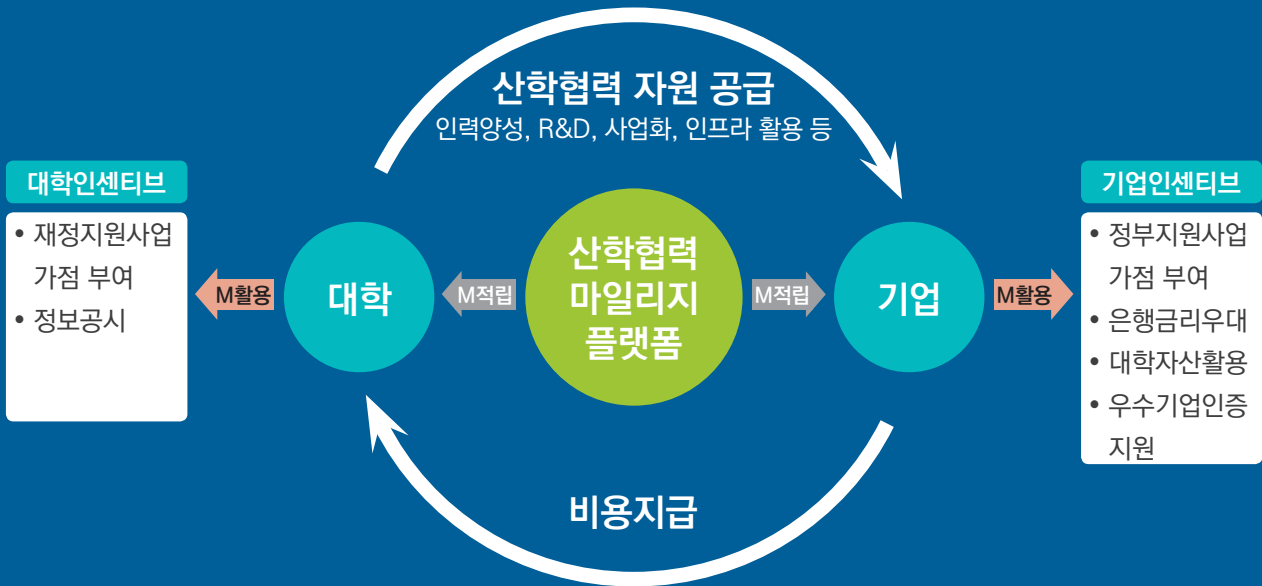 산학협력 자원 공급
인력양성, R&D, 사업화, 인프라 활용 등
대학인센티브
• 재정지원사업
가점 부여
• 정보공시
M활용
대학
M적립
산학협력
마일리지
플랫폼
M적립
기업
M활용
기업인센티브
• 정부지원사업
가점 부여
• 은행금리우대
• 대학자산활용
• 우수기업인증
지원
비용지급